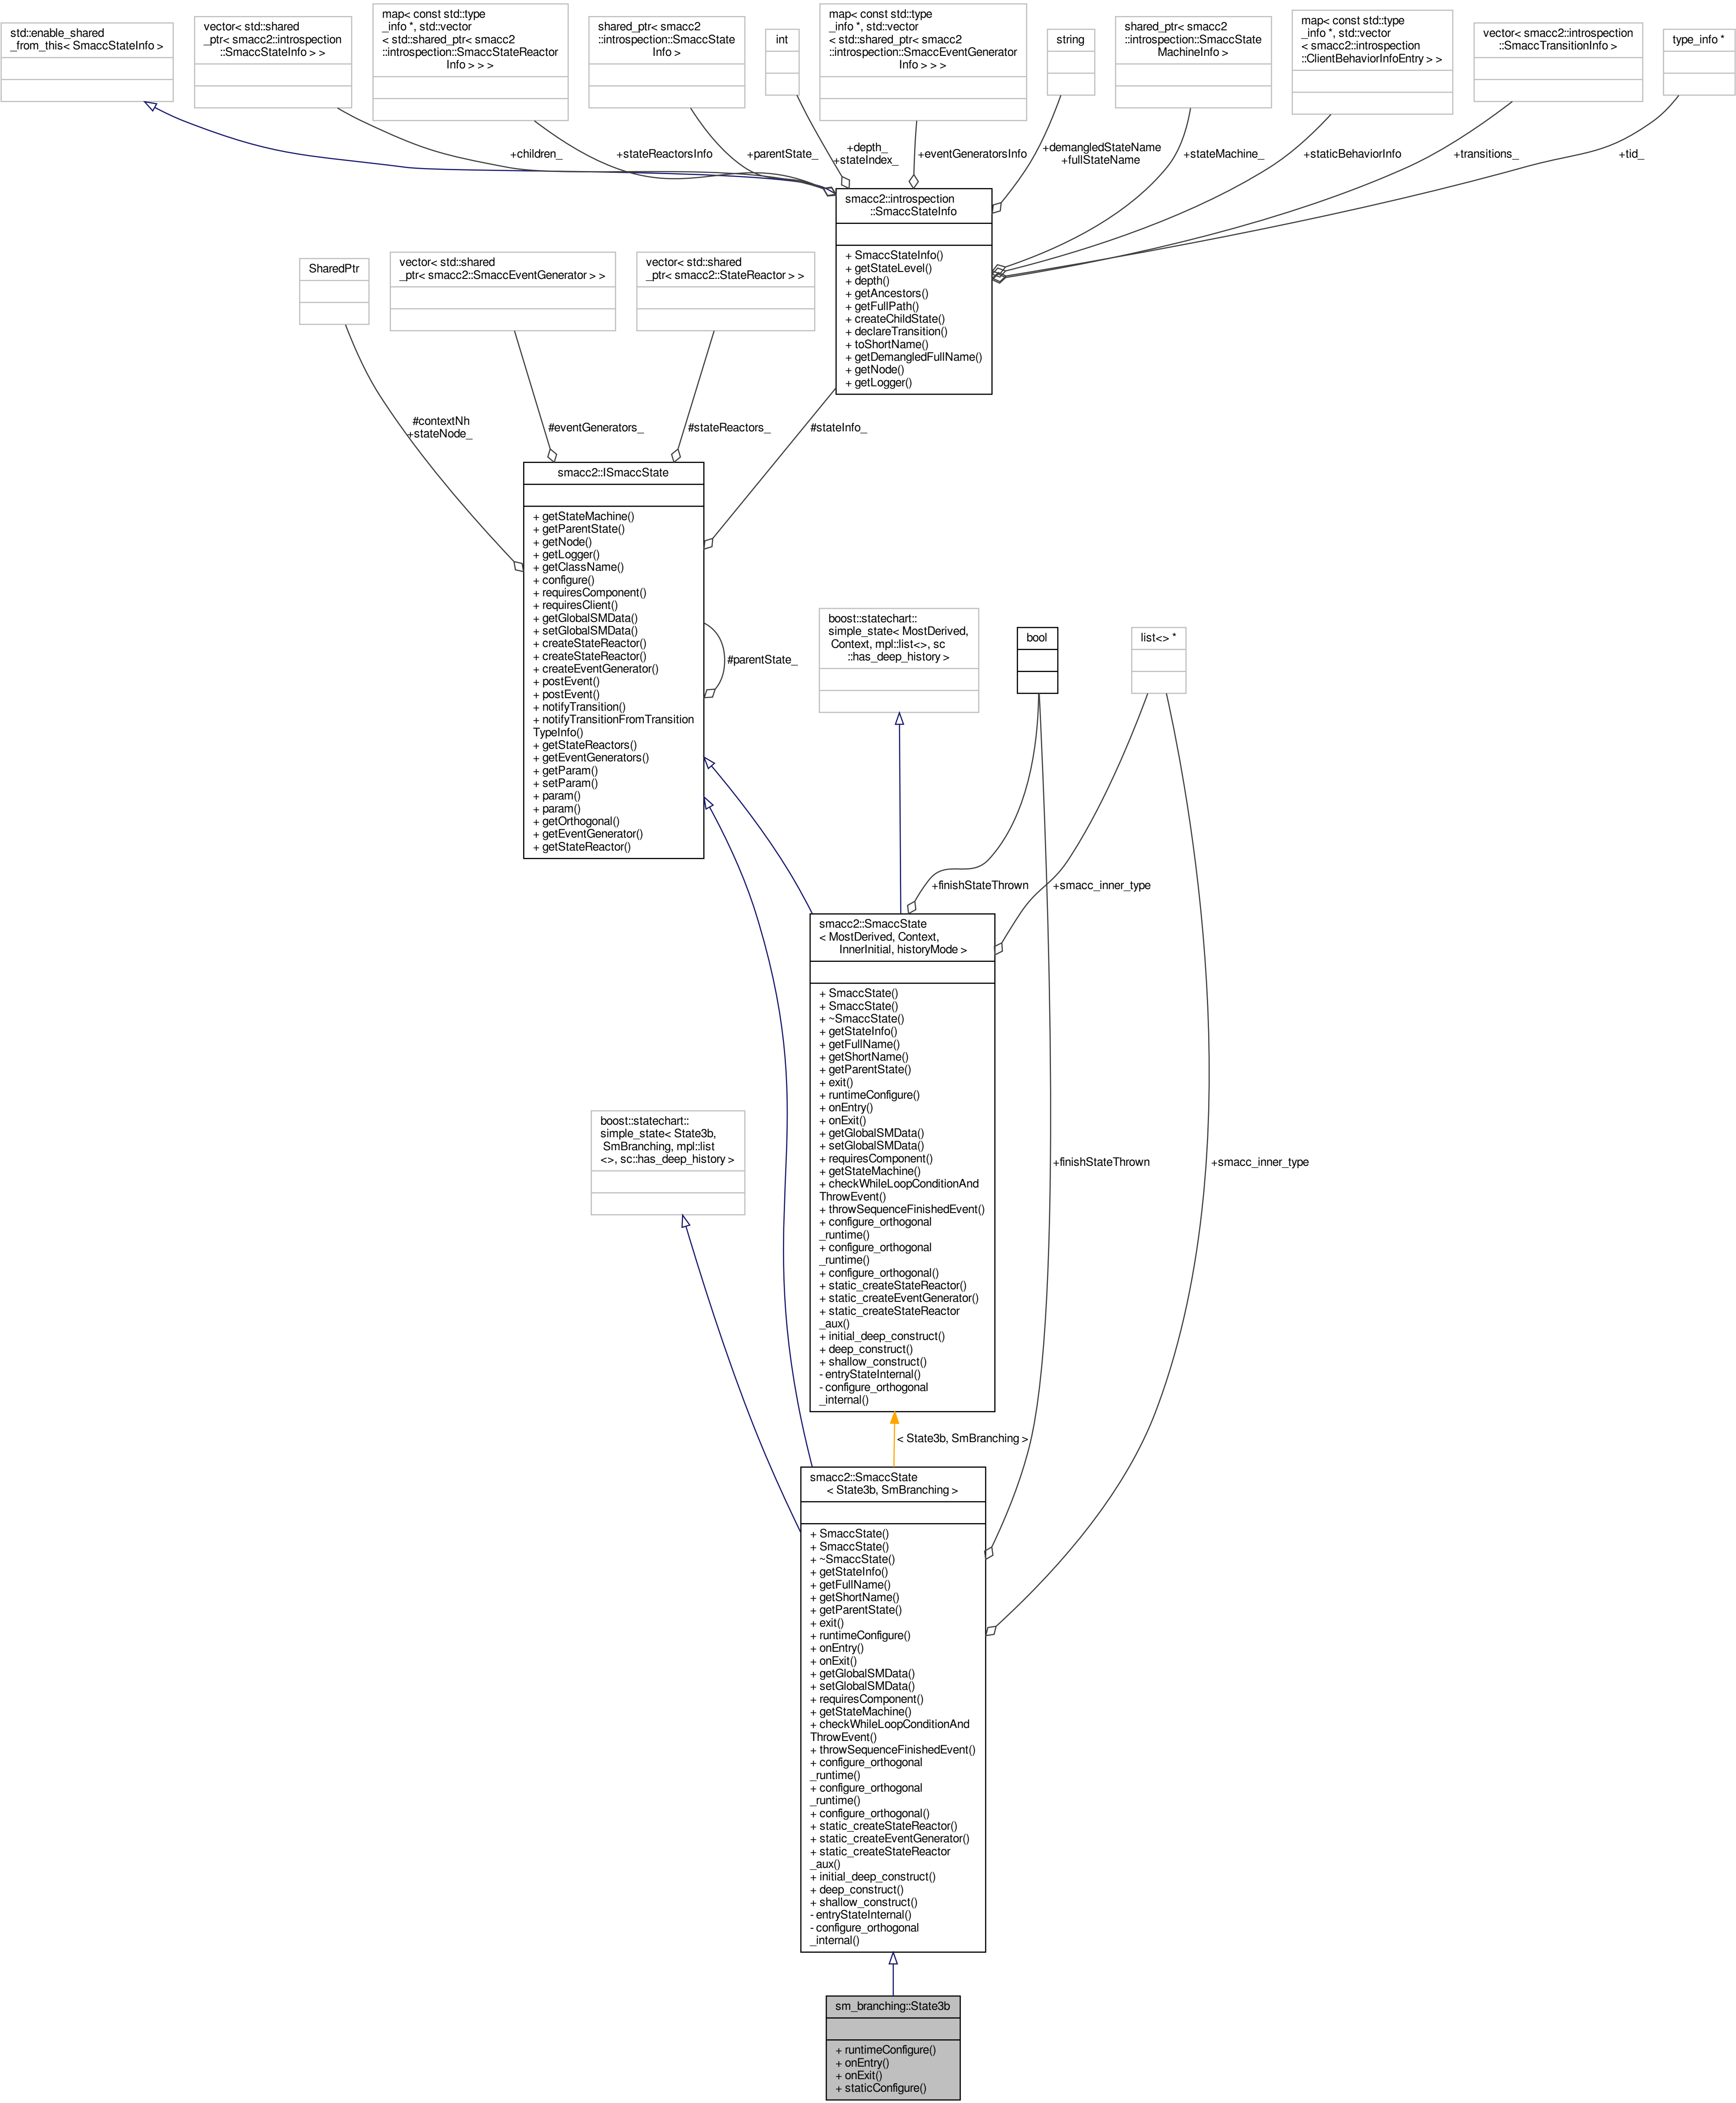 std::enable_shared
_from_this< SmaccStateInfo >
vector< std::shared
_ptr< smacc2::introspection
::SmaccStateInfo > >
map< const std::type
_info *, std::vector
< std::shared_ptr< smacc2
::introspection::SmaccStateReactor
Info > > >
shared_ptr< smacc2
::introspection::SmaccState
Info >
int
map< const std::type
_info *, std::vector
< std::shared_ptr< smacc2
::introspection::SmaccEventGenerator
Info > > >
string
shared_ptr< smacc2
::introspection::SmaccState
MachineInfo >
map< const std::type
_info *, std::vector
< smacc2::introspection
::ClientBehaviorInfoEntry > >
vector< smacc2::introspection
::SmaccTransitionInfo >
type_info *
+children_
+stateReactorsInfo
+parentState_
+depth_
+stateIndex_
+eventGeneratorsInfo
+demangledStateName
+fullStateName
+stateMachine_
+staticBehaviorInfo
+transitions_
+tid_
smacc2::introspection
::SmaccStateInfo
+ SmaccStateInfo()
+ getStateLevel()
+ depth()
+ getAncestors()
+ getFullPath()
+ createChildState()
+ declareTransition()
+ toShortName()
+ getDemangledFullName()
+ getNode()
+ getLogger()
SharedPtr
vector< std::shared
_ptr< smacc2::SmaccEventGenerator > >
vector< std::shared
_ptr< smacc2::StateReactor > >
#contextNh
+stateNode_
#eventGenerators_
#stateReactors_
#stateInfo_
smacc2::ISmaccState
+ getStateMachine()
+ getParentState()
+ getNode()
+ getLogger()
+ getClassName()
+ configure()
+ requiresComponent()
+ requiresClient()
+ getGlobalSMData()
+ setGlobalSMData()
+ createStateReactor()
+ createStateReactor()
+ createEventGenerator()
+ postEvent()
+ postEvent()
+ notifyTransition()
+ notifyTransitionFromTransition
TypeInfo()
+ getStateReactors()
+ getEventGenerators()
+ getParam()
+ setParam()
+ param()
+ param()
+ getOrthogonal()
+ getEventGenerator()
+ getStateReactor()
#parentState_
boost::statechart::
simple_state< MostDerived,
Context, mpl::list<>, sc
::has_deep_history >
bool
list<> *
+finishStateThrown
+smacc_inner_type
smacc2::SmaccState
< MostDerived, Context,
InnerInitial, historyMode >
+ SmaccState()
+ SmaccState()
+ ~SmaccState()
+ getStateInfo()
+ getFullName()
+ getShortName()
+ getParentState()
+ exit()
+ runtimeConfigure()
+ onEntry()
+ onExit()
+ getGlobalSMData()
+ setGlobalSMData()
+ requiresComponent()
+ getStateMachine()
+ checkWhileLoopConditionAnd
ThrowEvent()
+ throwSequenceFinishedEvent()
+ configure_orthogonal
_runtime()
+ configure_orthogonal
_runtime()
+ configure_orthogonal()
+ static_createStateReactor()
+ static_createEventGenerator()
+ static_createStateReactor
_aux()
+ initial_deep_construct()
+ deep_construct()
+ shallow_construct()
- entryStateInternal()
- configure_orthogonal
_internal()
boost::statechart::
simple_state< State3b,
SmBranching, mpl::list
<>, sc::has_deep_history >
+finishStateThrown
+smacc_inner_type
< State3b, SmBranching >
smacc2::SmaccState
< State3b, SmBranching >
+ SmaccState()
+ SmaccState()
+ ~SmaccState()
+ getStateInfo()
+ getFullName()
+ getShortName()
+ getParentState()
+ exit()
+ runtimeConfigure()
+ onEntry()
+ onExit()
+ getGlobalSMData()
+ setGlobalSMData()
+ requiresComponent()
+ getStateMachine()
+ checkWhileLoopConditionAnd
ThrowEvent()
+ throwSequenceFinishedEvent()
+ configure_orthogonal
_runtime()
+ configure_orthogonal
_runtime()
+ configure_orthogonal()
+ static_createStateReactor()
+ static_createEventGenerator()
+ static_createStateReactor
_aux()
+ initial_deep_construct()
+ deep_construct()
+ shallow_construct()
- entryStateInternal()
- configure_orthogonal
_internal()
sm_branching::State3b
+ runtimeConfigure()
+ onEntry()
+ onExit()
+ staticConfigure()